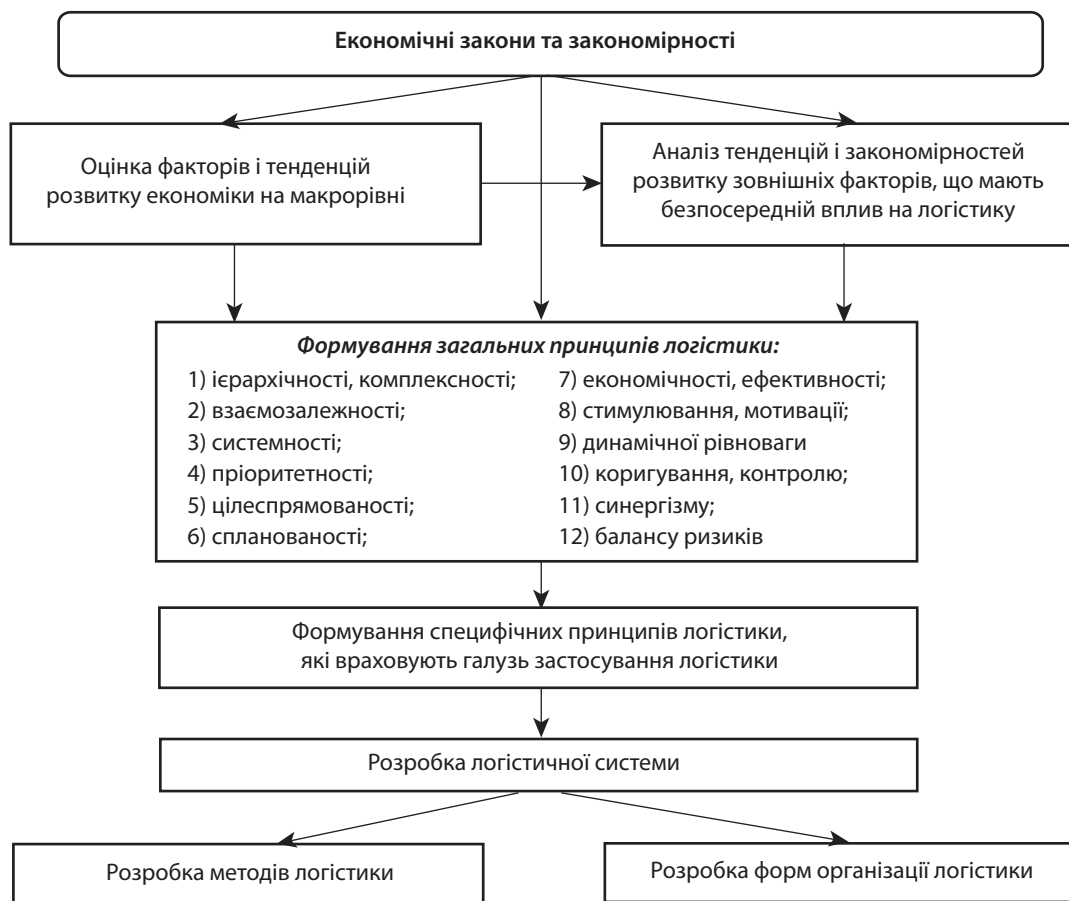 Економічні закони та закономірності
Оцінка факторів і тенденцій
розвитку економіки на макрорівні
Аналіз тенденцій і закономірностей
розвитку зовнішніх факторів, що мають
безпосередній вплив на логістику
Формування загальних принципів логістики:
1) ієрархічності, комплексності;
2) взаємозалежності;
3) системності;
4) пріоритетності;
5) цілеспрямованості;
6) спланованості;
7) економічності, ефективності;
8) стимулювання, мотивації;
9) динамічної рівноваги
10) коригування, контролю;
11) синергізму;
12) балансу ризиків
Формування специфічних принципів логістики,
які враховують галузь застосування логістики
Розробка логістичної системи
Розробка методів логістики
Розробка форм організації логістики